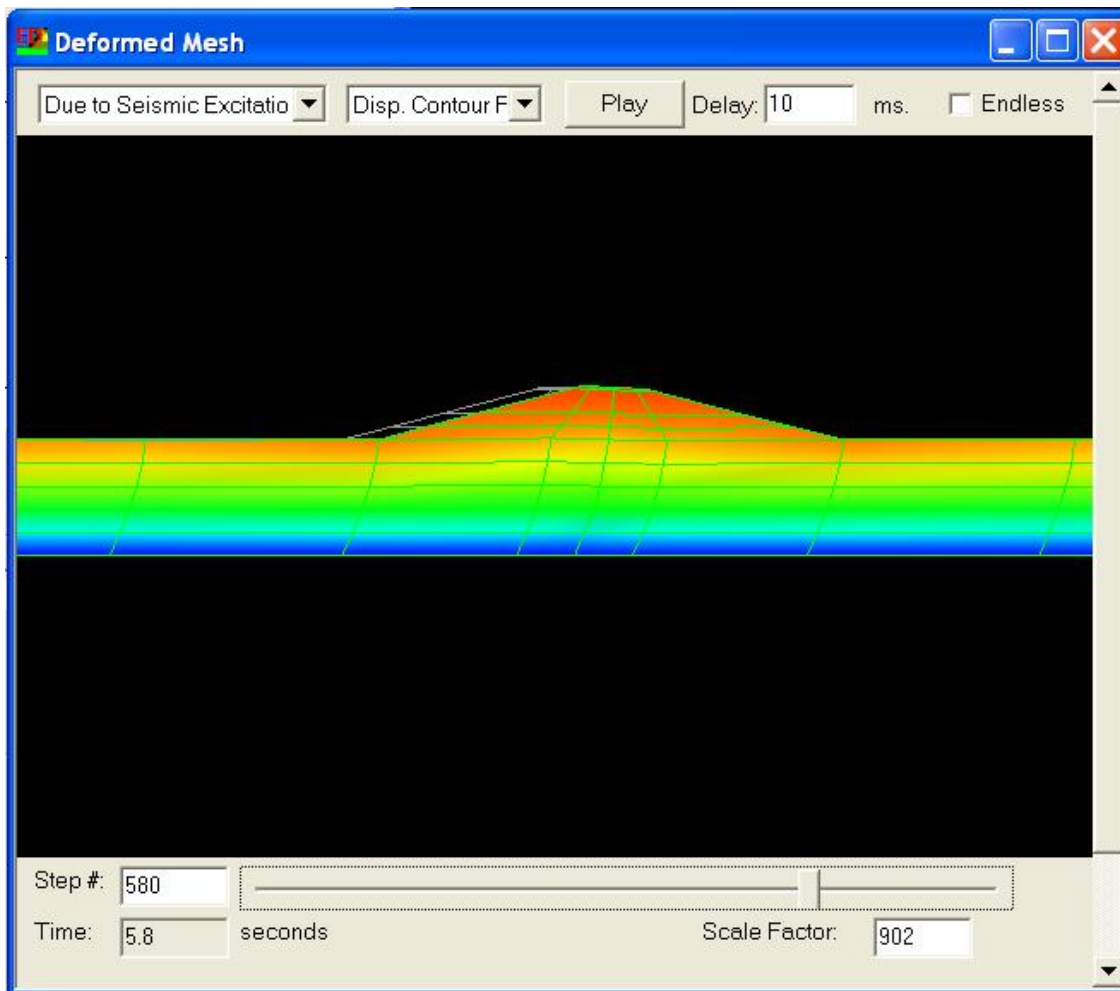 Deformed Mesh
Due to Seismic Excitatio Disp. Contour F Play Delay: 10 ms. Endless
Step #: 580
Time: 5.8 seconds Scale Factor: 902